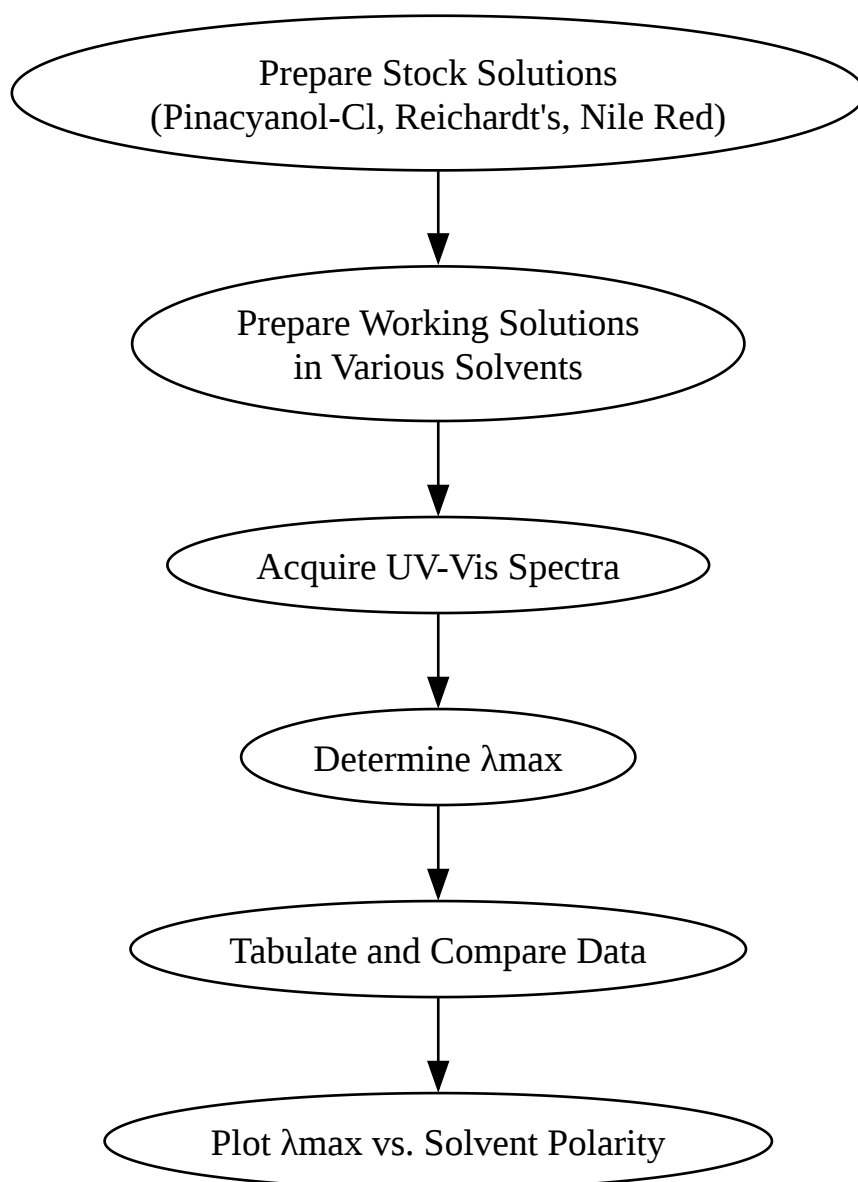 Prepare Stock Solutions
(Pinacyanol-Cl, Reichardt's, Nile Red)
Prepare Working Solutions
in Various Solvents
Acquire UV-Vis Spectra
Determine λmax
Tabulate and Compare Data
Plot λmax vs. Solvent Polarity